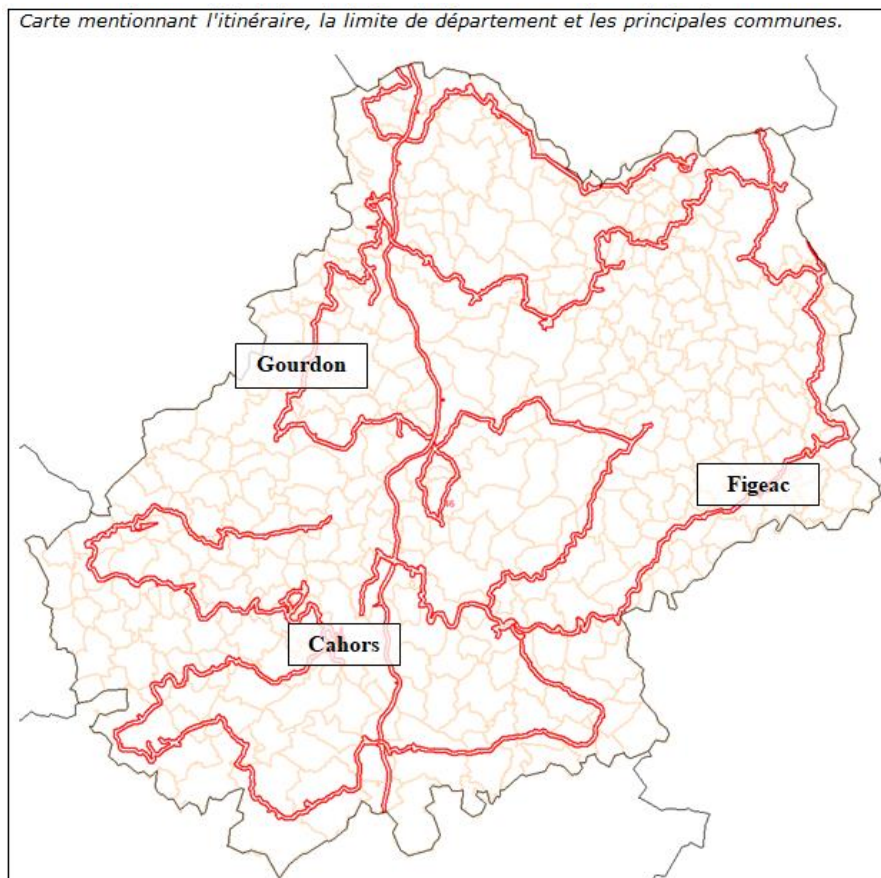 Carte mentionnant l'itinéraire, la limite de département et les principales communes.
Gourdon
Figeac
Cahors